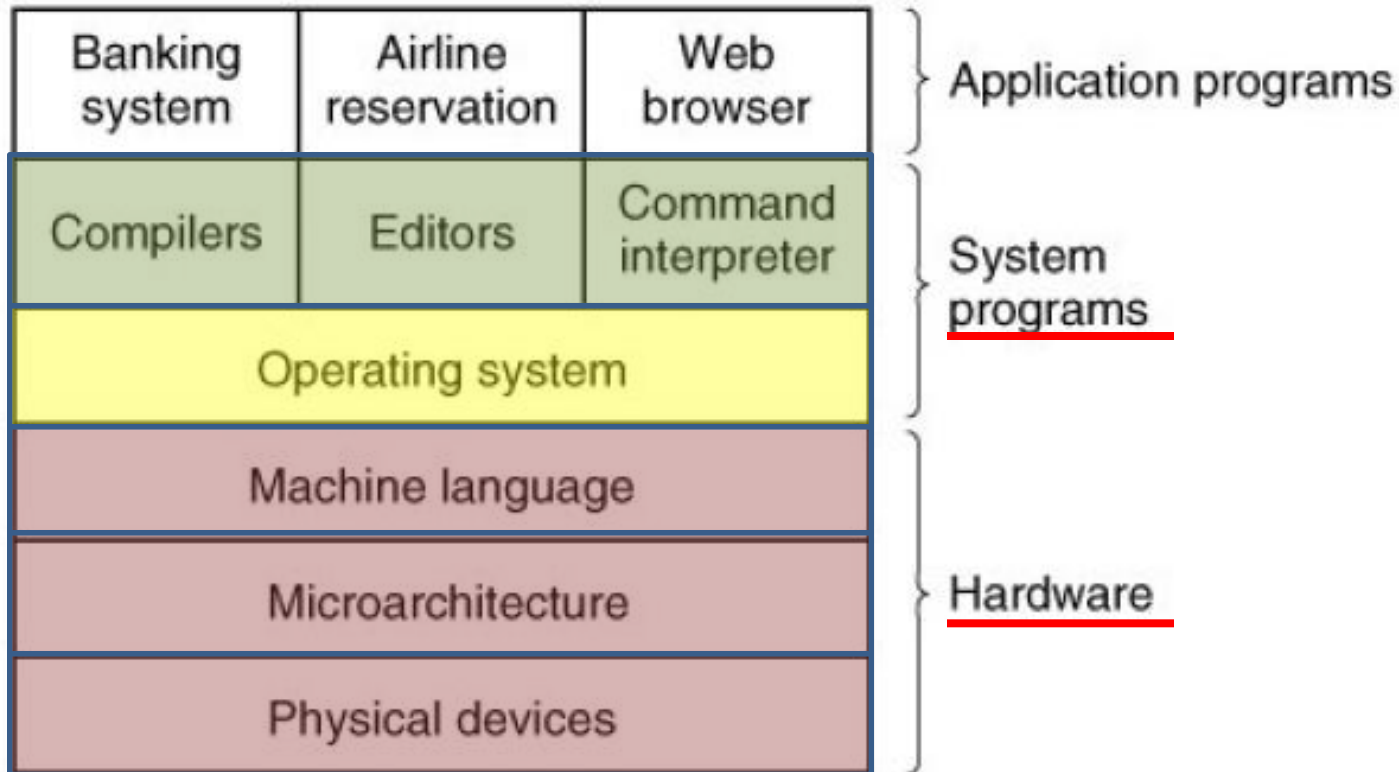 Banking
system
Airline
reservation
Web
browser
Application programs
Compilers
Editors
Command
interpreter
System
programs
Operating system
Machine language
Microarchitecture
Hardware
Physical devices